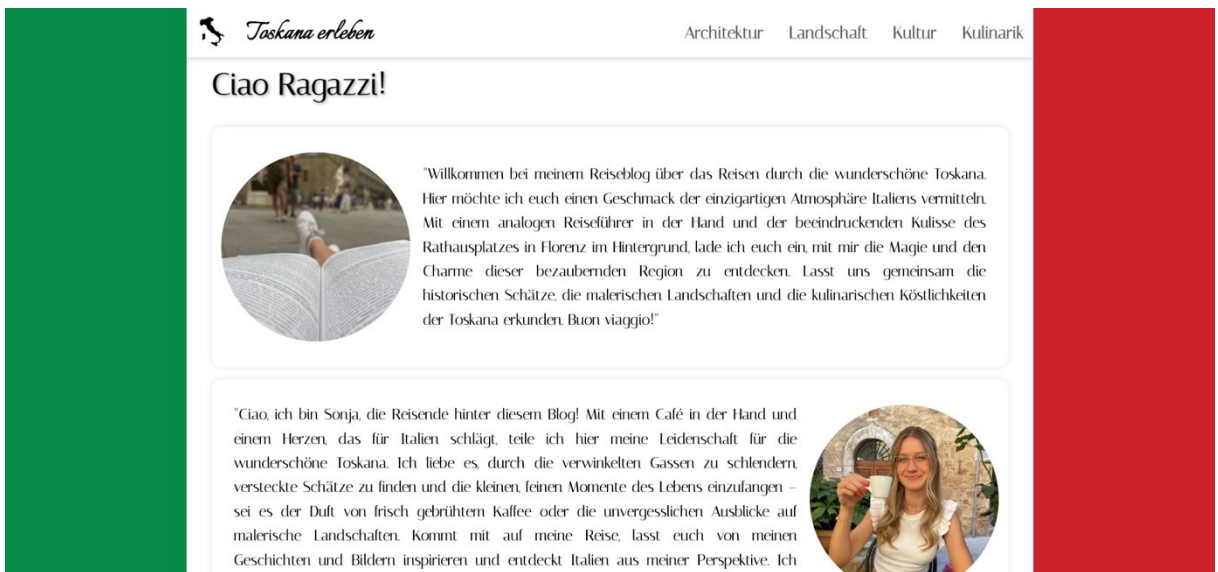 Toskana erleben
Architektur Landschaft Kultur Kulinarik
Ciao Ragazzi!
"Willkommen bei meinem Reiseblog über das Reisen durch die wunderschöne Toskana.
Hier möchte ich euch einen Geschmack der einzigartigen Atmosphäre Italiens vermitteln.
Mit einem analogen Reiseführer in der Hand und der beeindruckenden Kulisse des
Rathausplatzes in Florenz im Hintergrund, lade ich euch ein, mit mir die Magie und den
Charme dieser bezaubernden Region zu entdecken. Lasst uns gemeinsam die
historischen Schätze, die malerischen Landschaften und die kulinarischen Köstlichkeiten
der Toskana erkunden. Buon viaggio!"
"Ciao, ich bin Sonja, die Reisende hinter diesem Blog! Mit einem Café in der Hand und
einem Herzen, das für Italien schlägt, teile ich hier meine Leidenschaft für die
wunderschöne Toskana. Ich liebe es, durch die verwinkelten Gassen zu schlendern,
versteckte Schätze zu finden und die kleinen, feinen Momente des Lebens einzufangen –
sei es der Duft von frisch gebrühtem Kaffee oder die unvergesslichen Ausblicke auf
malerische Landschaften. Kommt mit auf meine Reise, lasst euch von meinen
Geschichten und Bildern inspirieren und entdeckt Italien aus meiner Perspektive. Ich